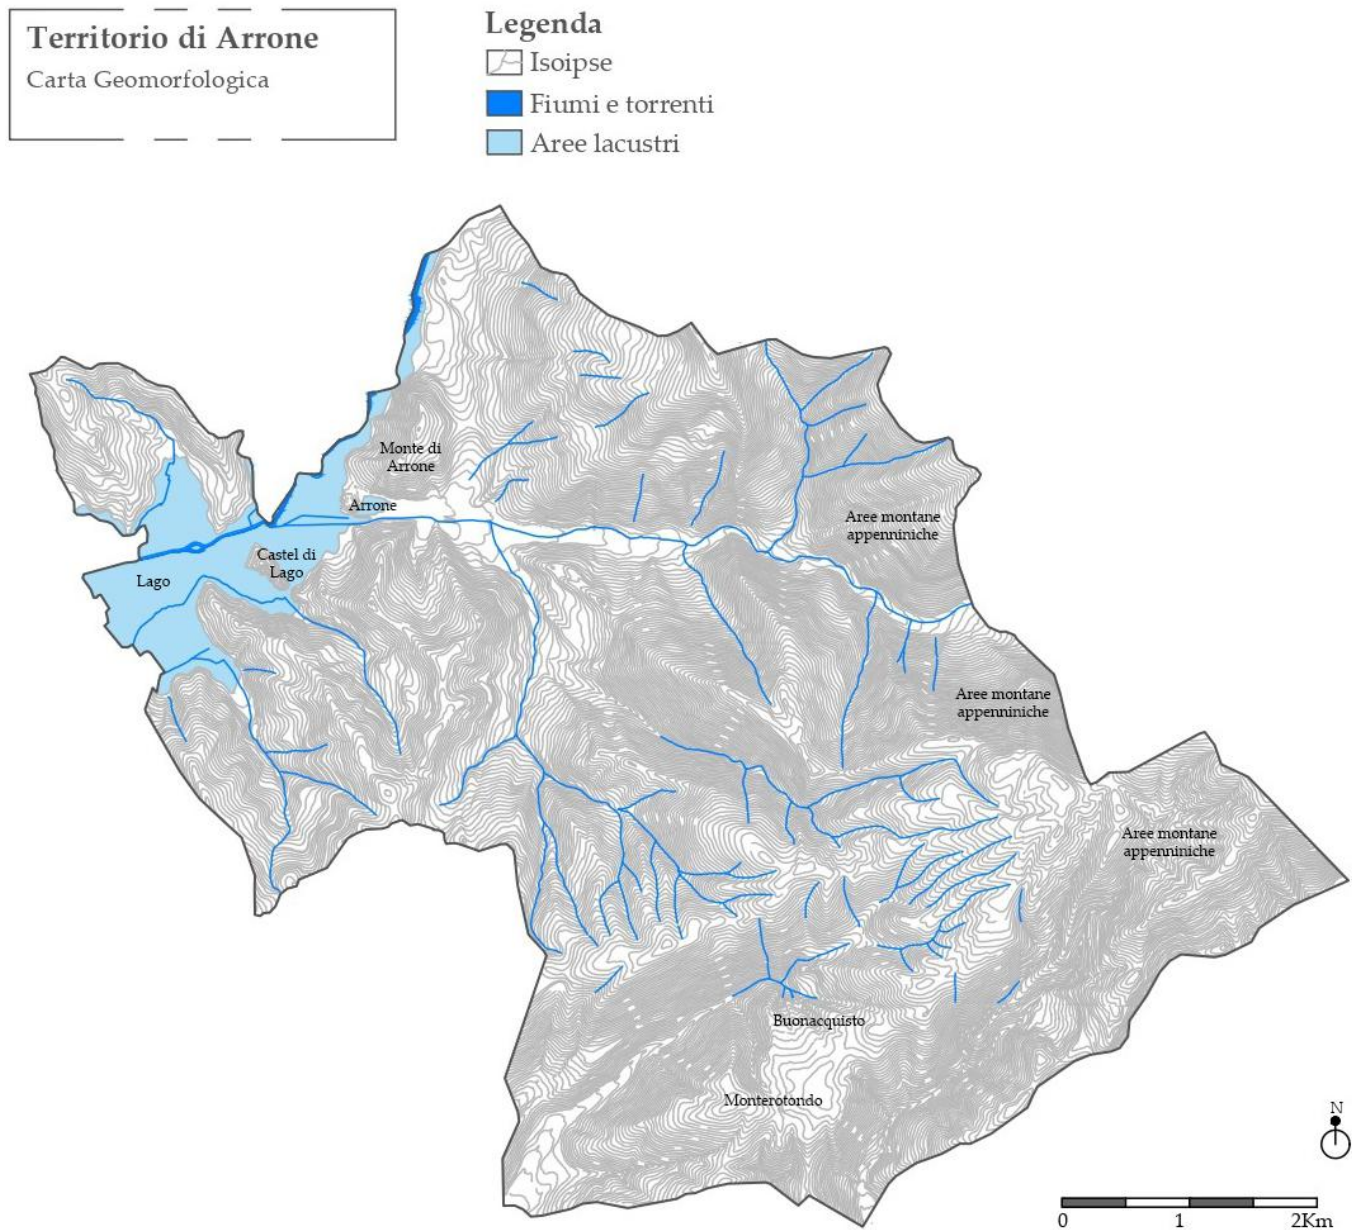 Territorio di Arrone
Carta Geomorfologica
Legenda
Isoipse
Fiumi e torrenti
Aree lacustri
Monte di
Arrone
Arrone
Castel di
Lago
Lago
Aree montane
appenniniche
Aree montane
appenniniche
Aree montane
appenniniche
Buonacquisto
Monterotondo
N
0 1 2Km